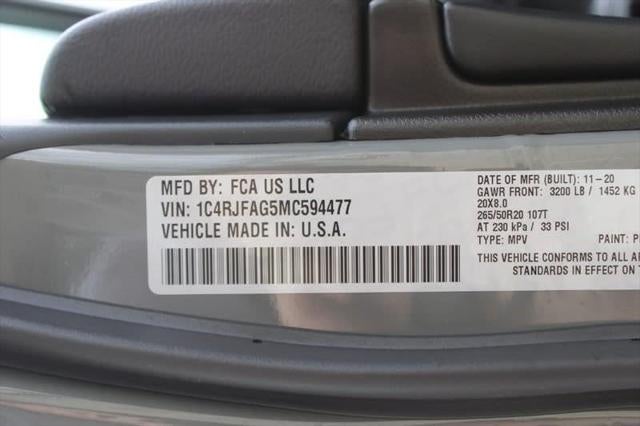 MFD BY: FCA US LLC
VIN: 1C4RJFAG5MC594477
VEHICLE MADE IN: U.S.A.
DATE OF MFR (BUILT): 11-20
GAWR FRONT: 3200 LB / 1452 KG
20X8.0
265/50R20 107T
AT 230 kPa / 33 PSI
TYPE: MPV PAINT:
THIS VEHICLE CONFORMS TO ALL
STANDARDS IN EFFECT ON